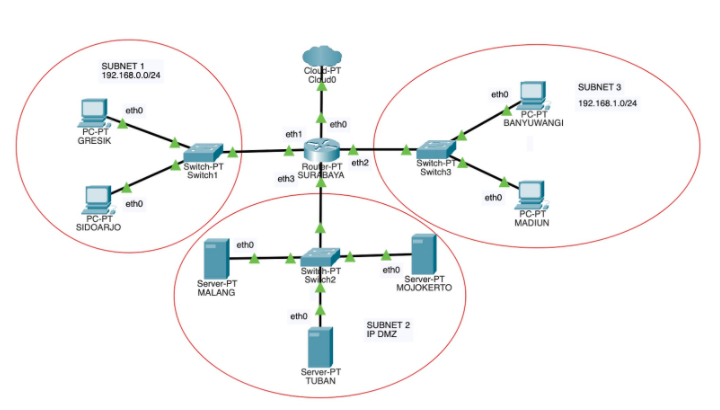 SUBNET 1
192.168.0.0/24
eth0
PC-PT
GRESIK
eth0
PC-PT
SIDOARJO
Switch-PT
Switch1
Cloud-PT
Cloud0
eth0
eth1
Router-PT
SURABAYA
eth2
eth3
SUBNET 3
192.168.1.0/24
eth0
PC-PT
BANYUWANGI
Switch-PT
Switch3
eth0
PC-PT
MADIUN
eth0
Server-PT
MALANG
Switch-PT
Switch2
eth0
Server-PT
MOJOKERTO
eth0
Server-PT
TUBAN
SUBNET 2
IP DMZ